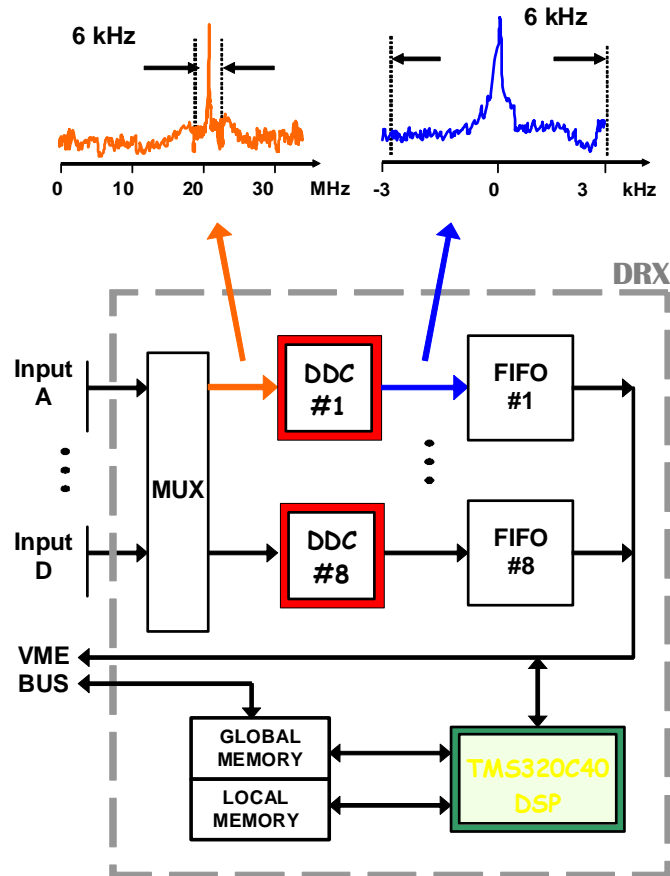 6 kHz
6 kHz
0 10 20 30 MHz
-3 0 3 kHz
DRX
Input
A
DDC
#1
FIFO
#1
MUX
Input
D
DDC
#8
FIFO
#8
VME
BUS
GLOBAL
MEMORY
LOCAL
MEMORY
TMS320C40
DSP